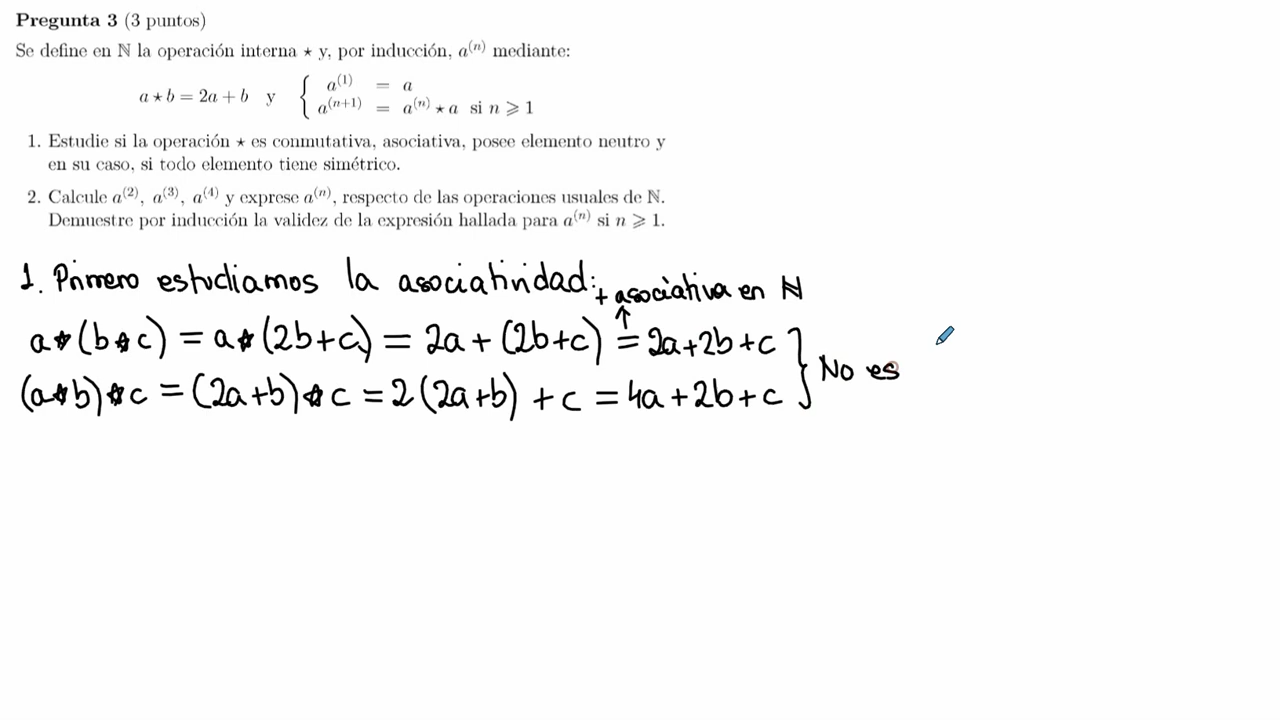 Pregunta 3 (3 puntos)
Se define en ℕ la operación interna ⋆ y, por inducción, a⁽ⁿ⁾ mediante:
a ⋆ b = 2a + b y { a⁽¹⁾ = a
a⁽ⁿ⁺¹⁾ = a⁽ⁿ⁾ ⋆ a si n ⩾ 1
1. Estudie si la operación ⋆ es conmutativa, asociativa, posee elemento neutro y
en su caso, si todo elemento tiene simétrico.
2. Calcule a⁽²⁾, a⁽³⁾, a⁽⁴⁾ y exprese a⁽ⁿ⁾, respecto de las operaciones usuales de ℕ.
Demuestre por inducción la validez de la expresión hallada para a⁽ⁿ⁾ si n ⩾ 1.
1. Primero estudiamos la asociatividad:
+ asociativa en ℕ
↑
a⋆(b⋆c) = a⋆(2b+c) = 2a+(2b+c) = 2a+2b+c
(a⋆b)⋆c = (2a+b)⋆c = 2(2a+b)+c = 4a+2b+c
} No es